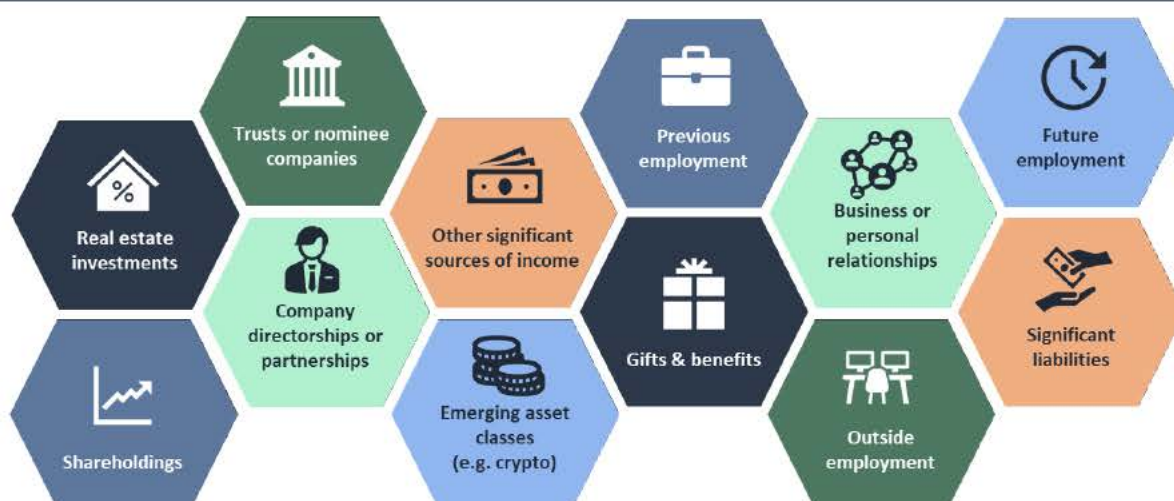 Trusts or nominee
companies
Previous
employment
Future
employment
Real estate
investments
Other significant
sources of income
Business or
personal
relationships
Company
directorships or
partnerships
Gifts & benefits
Significant
liabilities
Shareholdings
Emerging asset
classes
(e.g. crypto)
Outside
employment
%